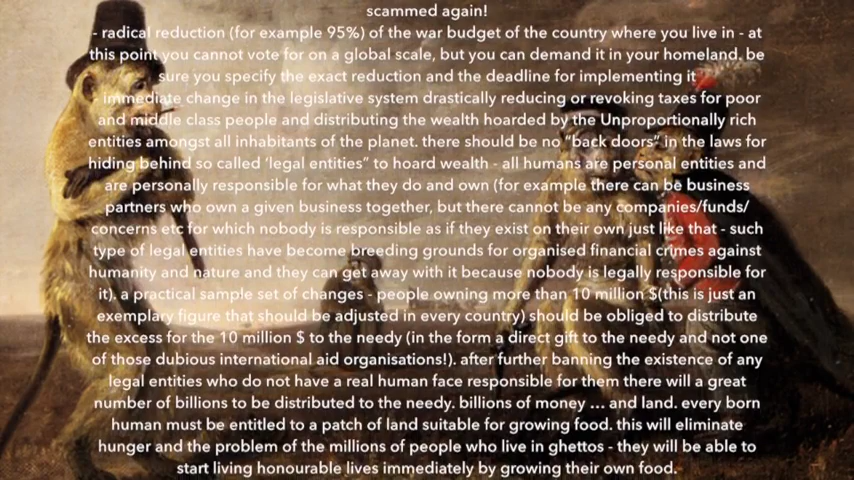 scammed again!
- radical reduction (for example 95%) of the war budget of the country where you live in - at
this point you cannot vote for on a global scale, but you can demand it in your homeland. be
sure you specify the exact reduction and the deadline for implementing it
- immediate change in the legislative system drastically reducing or revoking taxes for poor
and middle class people and distributing the wealth hoarded by the Unproportionally rich
entities amongst all inhabitants of the planet. there should be no "back doors" in the laws for
hiding behind so called 'legal entities" to hoard wealth - all humans are personal entities and
are personally responsible for what they do and own (for example there can be business
partners who own a given business together, but there cannot be any companies/funds/
concerns etc for which nobody is responsible as if they exist on their own just like that - such
type of legal entities have become breeding grounds for organised financial crimes against
humanity and nature and they can get away with it because nobody is legally responsible for
it). a practical sample set of changes - people owning more than 10 million $(this is just an
exemplary figure that should be adjusted in every country) should be obliged to distribute
the excess for the 10 million $ to the needy (in the form a direct gift to the needy and not one
of those dubious international aid organisations!). after further banning the existence of any
legal entities who do not have a real human face responsible for them there will a great
number of billions to be distributed to the needy. billions of money ... and land. every born
human must be entitled to a patch of land suitable for growing food. this will eliminate
hunger and the problem of the millions of people who live in ghettos - they will be able to
start living honourable lives immediately by growing their own food.